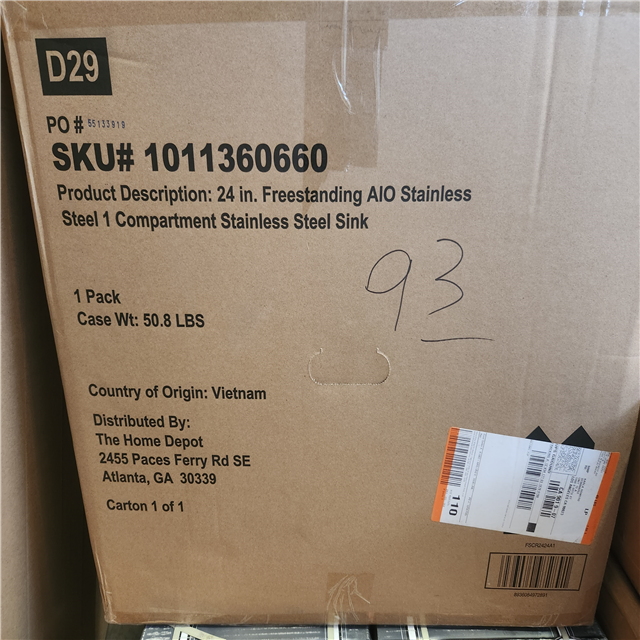 D29
PO # 55133919
SKU# 1011360660
Product Description: 24 in. Freestanding AIO Stainless
Steel 1 Compartment Stainless Steel Sink
93
1 Pack
Case Wt: 50.8 LBS
Country of Origin: Vietnam
Distributed By:
The Home Depot
2455 Paces Ferry Rd SE
Atlanta, GA 30339
Carton 1 of 1
110